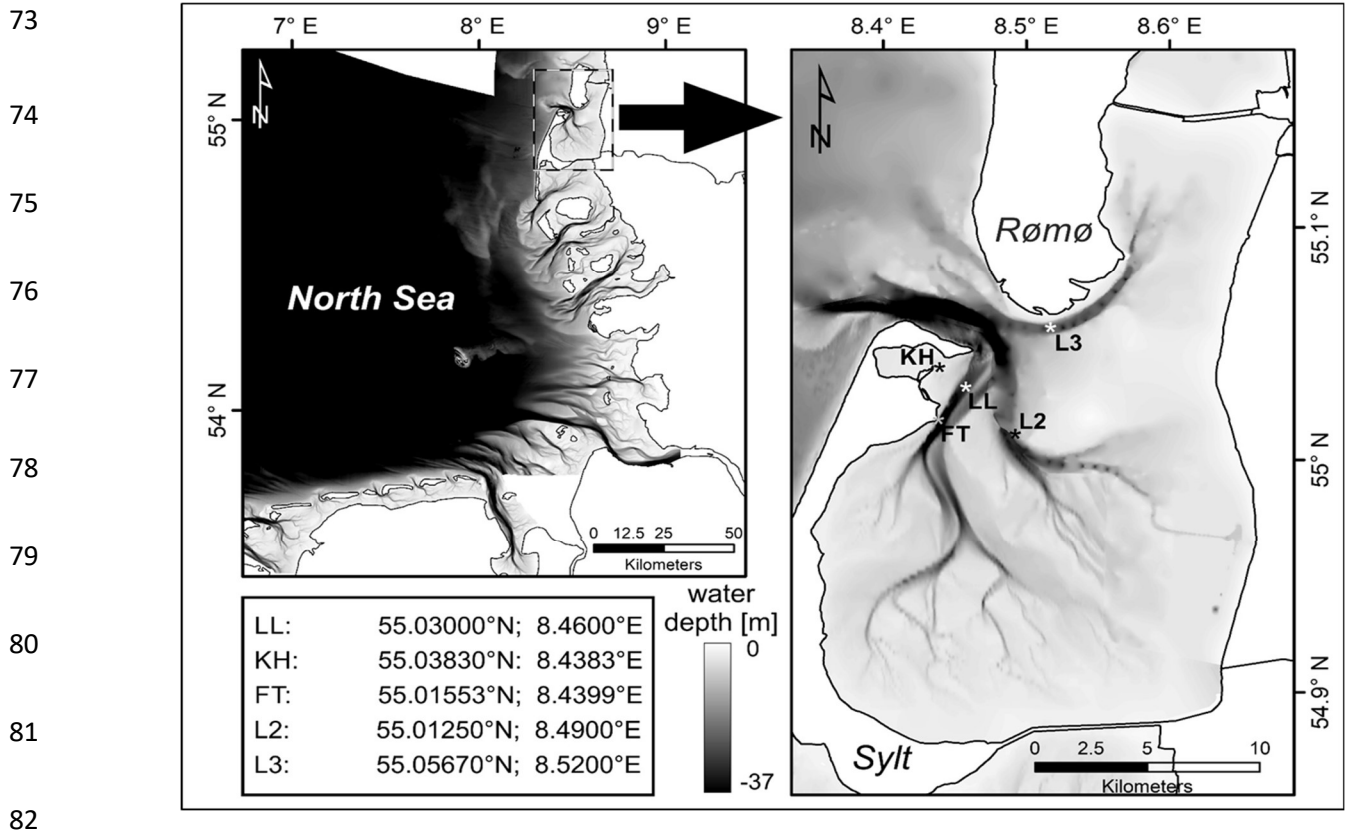 73
74
75
76
77
78
79
80
81
82
7° E
8° E
9° E
55° N
54° N
N
North Sea
0 12.5 25 50
Kilometers
LL: 55.03000°N; 8.4600°E
KH: 55.03830°N; 8.4383°E
FT: 55.01553°N; 8.4399°E
L2: 55.01250°N; 8.4900°E
L3: 55.05670°N; 8.5200°E
water
depth [m]
0
-37
8.4° E
8.5° E
8.6° E
N
Rømø
55.1° N
55° N
54.9° N
*
L3
KH *
*
LL
*
FT
* L2
Sylt
0 2.5 5 10
Kilometers